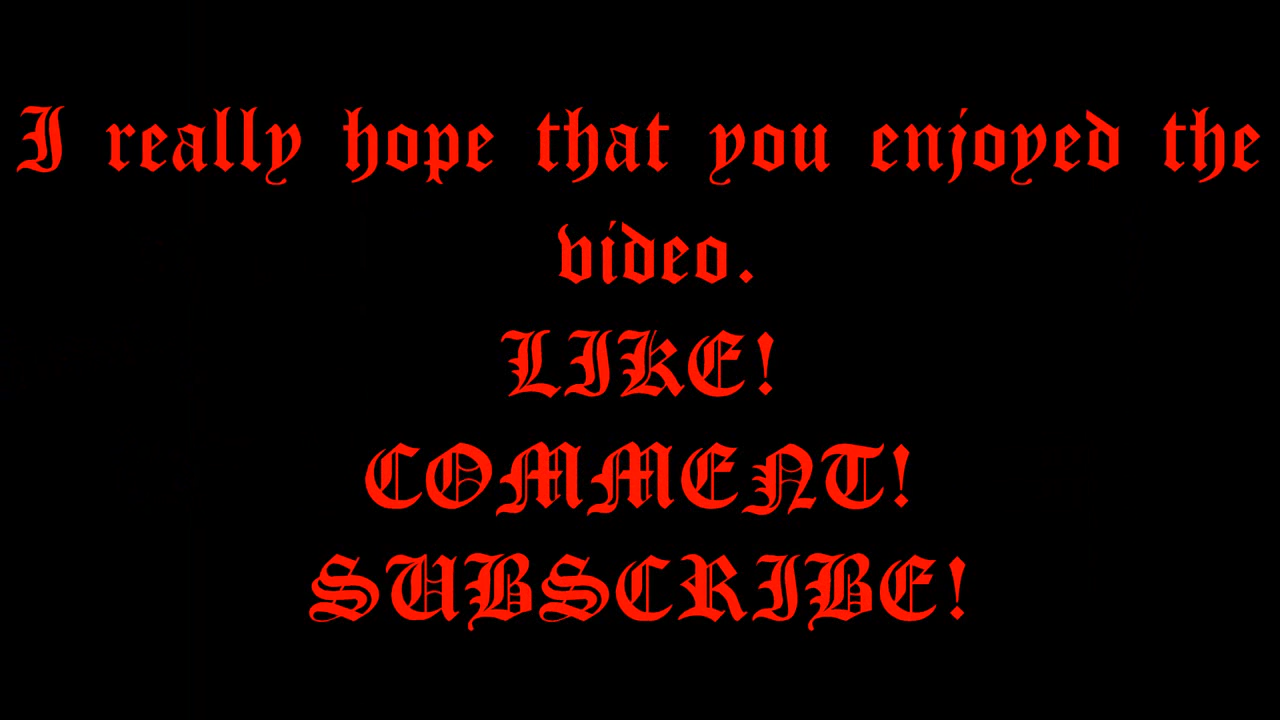 I really hope that you enjoyed the
video.
LIKE!
COMMENT!
SUBSCRIBE!